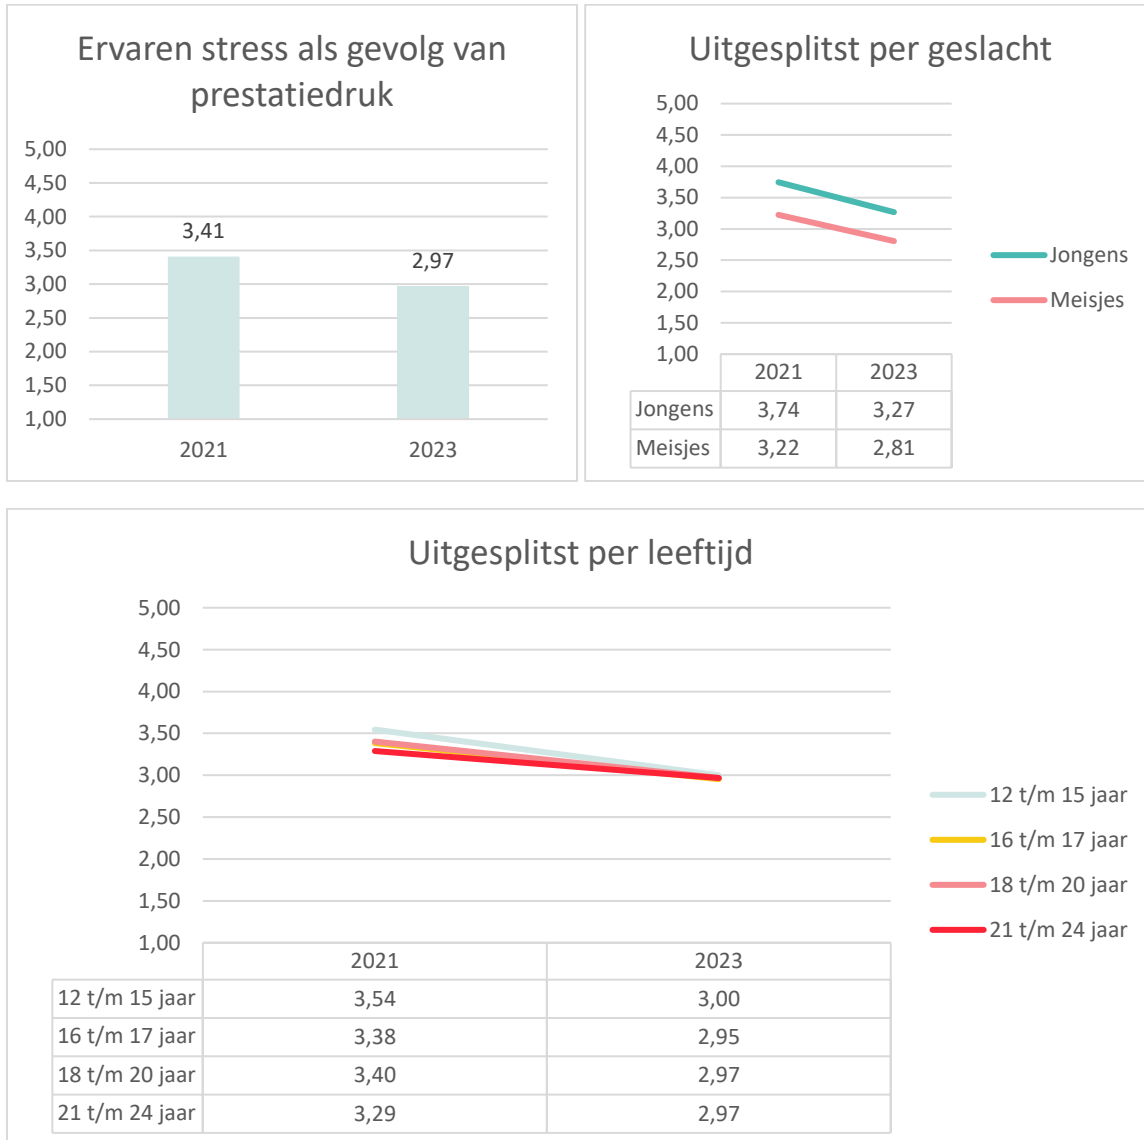 Ervaren stress als gevolg van
prestatiedruk
5,00
4,50
4,00
3,50
3,00
2,50
2,00
1,50
1,00
3,41
2,97
2021
2023
Uitgesplitst per geslacht
5,00
4,50
4,00
3,50
3,00
2,50
2,00
1,50
1,00
Jongens
Meisjes
2021 2023
Jongens 3,74 3,27
Meisjes 3,22 2,81
Uitgesplitst per leeftijd
5,00
4,50
4,00
3,50
3,00
2,50
2,00
1,50
1,00
12 t/m 15 jaar
16 t/m 17 jaar
18 t/m 20 jaar
21 t/m 24 jaar
2021 2023
12 t/m 15 jaar 3,54 3,00
16 t/m 17 jaar 3,38 2,95
18 t/m 20 jaar 3,40 2,97
21 t/m 24 jaar 3,29 2,97